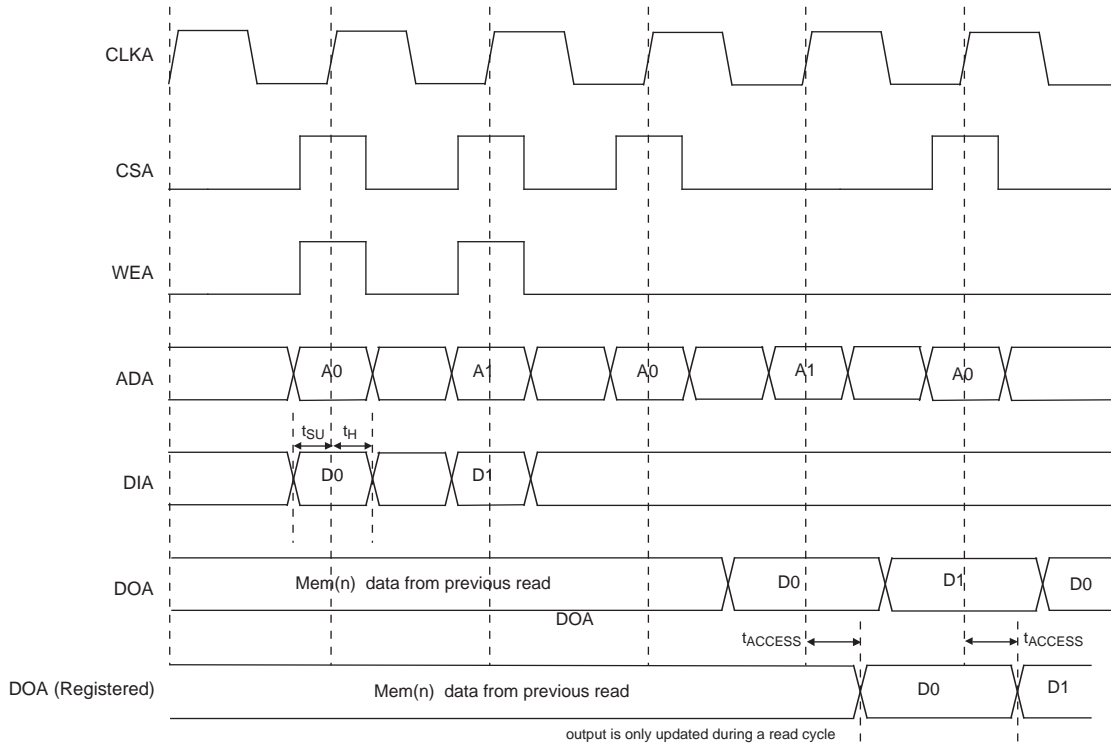 CLKA
CSA
WEA
ADA
A0 A1 A0 A1 A0
tSU tH
DIA
D0 D1
DOA
Mem(n) data from previous read D0 D1 D0
DOA
tACCESS tACCESS
DOA (Registered)
Mem(n) data from previous read D0 D1
output is only updated during a read cycle